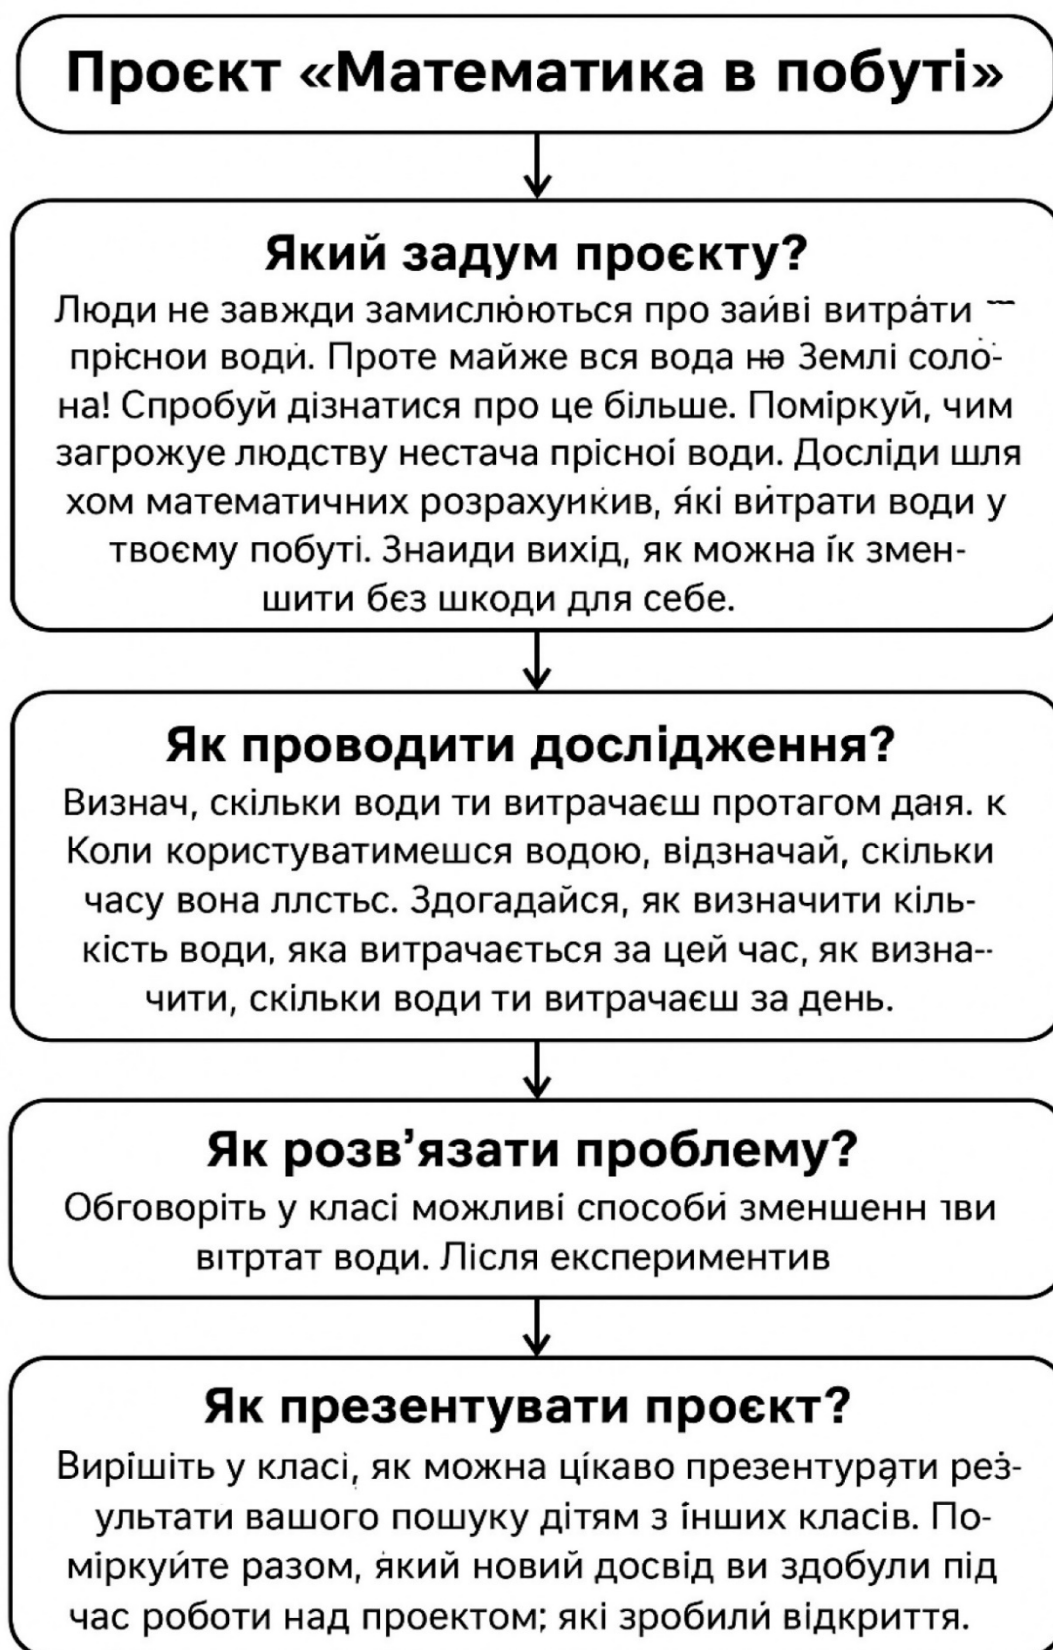 Проєкт «Математика в побуті»
Який задум проєкту?
Люди не завжди замислюються про зайві витрати
прісной води. Проте майже вся вода на Землі соло-
на! Спробуй дізнатися про це більше. Поміркуй, чим
загрожує людству нестача прісної води. Досліди шля
хом математичних розрахункив, які витрати води у
твоєму побуті. Знаиди вихід, як можна їк змен-
шити без шкоди для себе.
Як проводити дослідження?
Визнач, скільки води ти витрачаєш протагом к
Коли користуватимешся водою, відзначай, скільки
часу вона ллстьс. Здогадайся, як визначити кіль-
кість води, яка витрачається за цей час, як визна--
чити, скільки води ти витрачаєш за день.
Як розв’язати проблему?
Обговоріть у класі можливі способи зменшенн
вітртат води. Лісля експериментив
Як презентувати проєкт?
Вирішіть у класі, як можна цікаво презентурати рез-
ультати вашого пошуку дітям з інших класів. По-
міркуйте разом, який новий досвід ви здобули під
час роботи над проектом; які зробили відкриття.